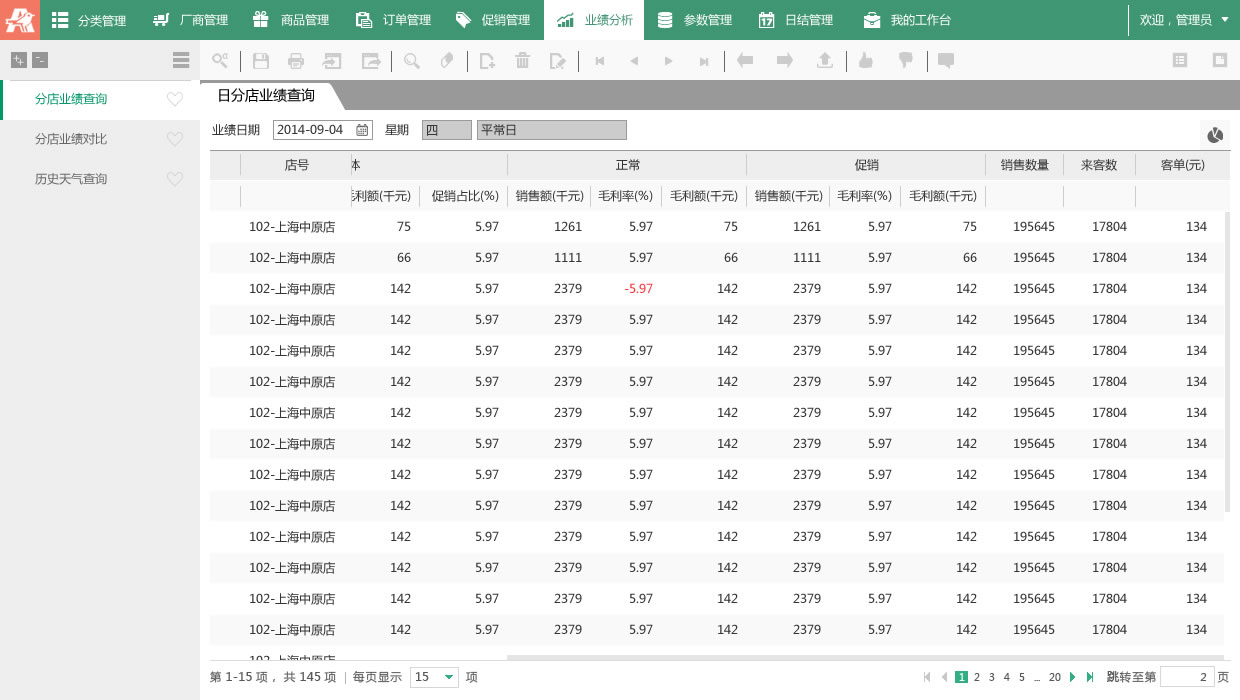 分类管理 厂商管理 商品管理 订单管理 促销管理 业绩分析 参数管理 日结管理 我的工作台 欢迎，管理员
分店业绩查询
分店业绩对比
历史天气查询
日分店业绩查询
业绩日期 2014-09-04 星期 四 平常日
店号 体 正常 促销 销售数量 来客数 客单(元)
毛利额(千元) 促销占比(%) 销售额(千元) 毛利率(%) 毛利额(千元) 销售额(千元) 毛利率(%) 毛利额(千元)
102-上海中原店 75 5.97 1261 5.97 75 1261 5.97 75 195645 17804 134
102-上海中原店 66 5.97 1111 5.97 66 1111 5.97 66 195645 17804 134
102-上海中原店 142 5.97 2379 -5.97 142 2379 5.97 142 195645 17804 134
102-上海中原店 142 5.97 2379 5.97 142 2379 5.97 142 195645 17804 134
102-上海中原店 142 5.97 2379 5.97 142 2379 5.97 142 195645 17804 134
102-上海中原店 142 5.97 2379 5.97 142 2379 5.97 142 195645 17804 134
102-上海中原店 142 5.97 2379 5.97 142 2379 5.97 142 195645 17804 134
102-上海中原店 142 5.97 2379 5.97 142 2379 5.97 142 195645 17804 134
102-上海中原店 142 5.97 2379 5.97 142 2379 5.97 142 195645 17804 134
102-上海中原店 142 5.97 2379 5.97 142 2379 5.97 142 195645 17804 134
102-上海中原店 142 5.97 2379 5.97 142 2379 5.97 142 195645 17804 134
102-上海中原店 142 5.97 2379 5.97 142 2379 5.97 142 195645 17804 134
102-上海中原店 142 5.97 2379 5.97 142 2379 5.97 142 195645 17804 134
102-上海中原店 142 5.97 2379 5.97 142 2379 5.97 142 195645 17804 134
102-上海中原店
第 1-15 项，共 145 项 | 每页显示 15 项 1 2 3 4 5 ... 20 跳转至第 2 页